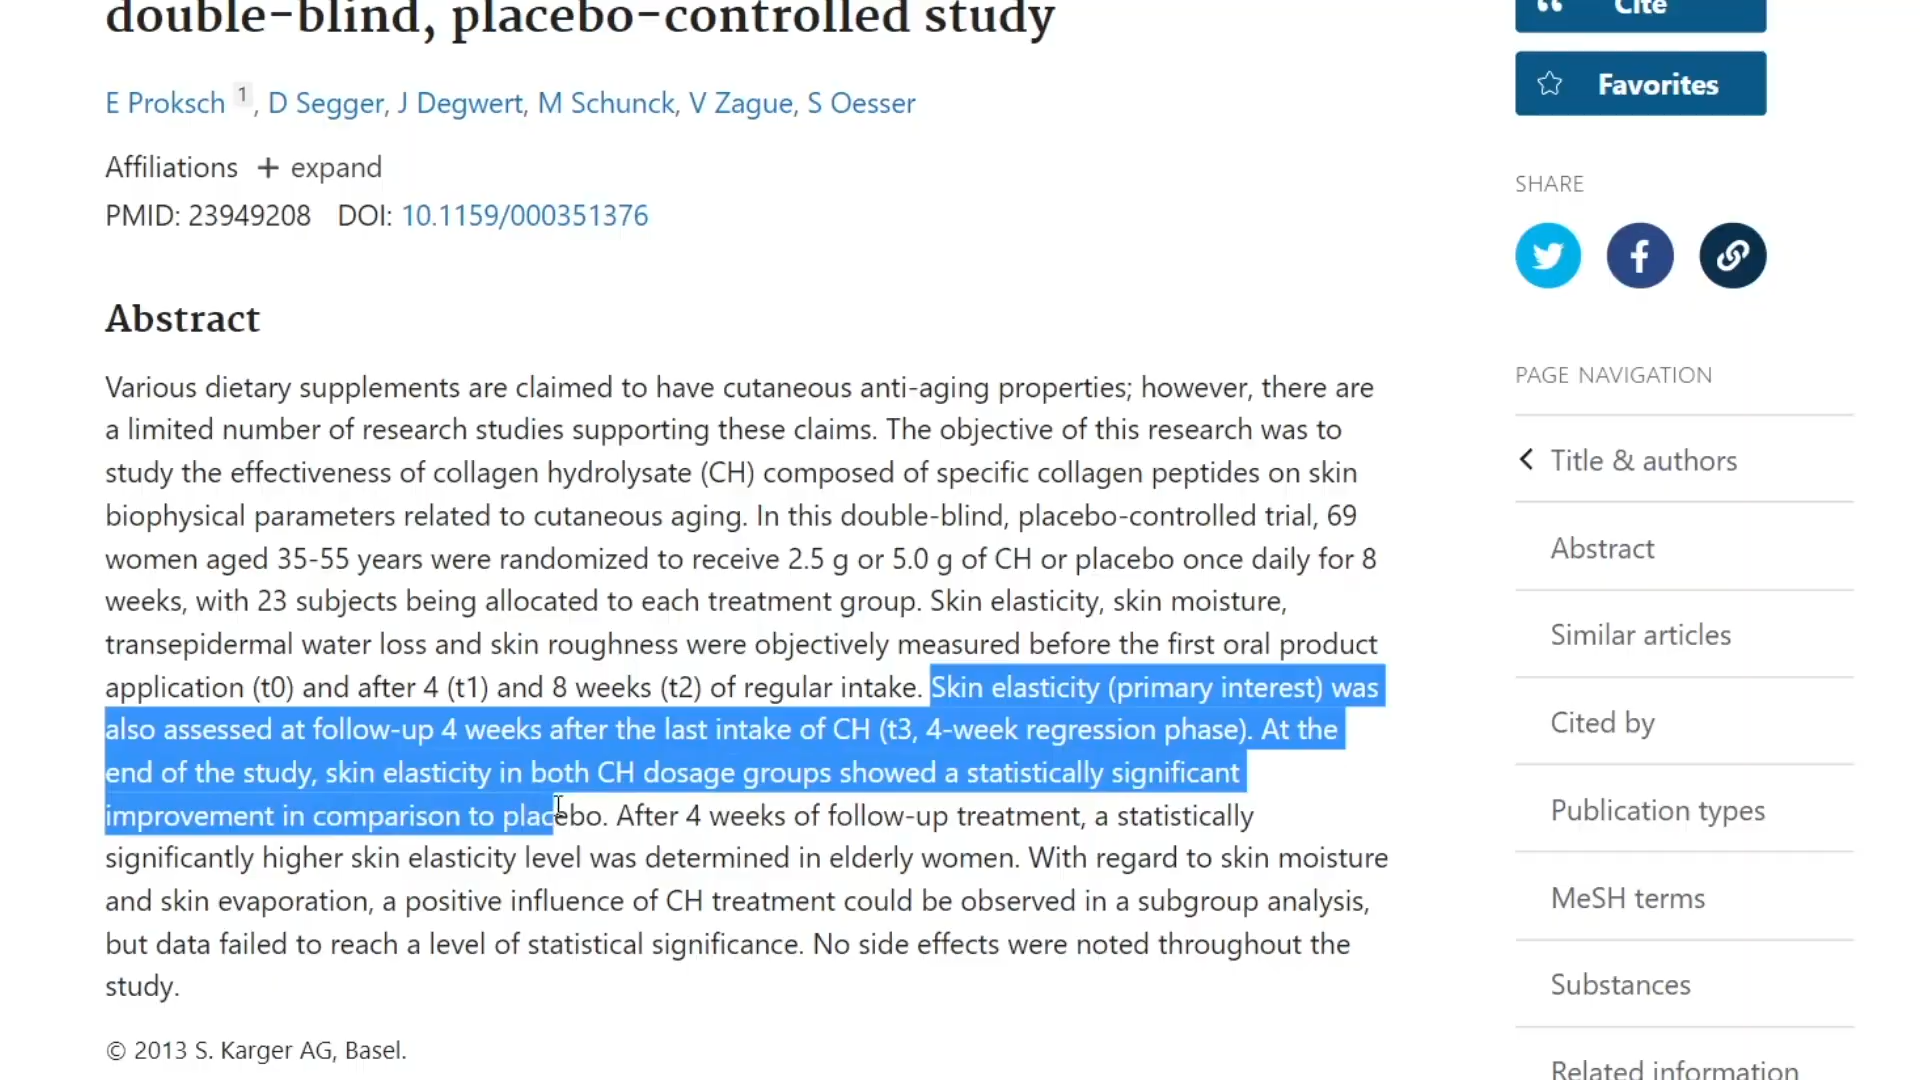 double-blind, placebo-controlled study
E Proksch 1, D Segger, J Degwert, M Schunck, V Zague, S Oesser
Affiliations + expand
PMID: 23949208 DOI: 10.1159/000351376
Abstract
Various dietary supplements are claimed to have cutaneous anti-aging properties; however, there are
a limited number of research studies supporting these claims. The objective of this research was to
study the effectiveness of collagen hydrolysate (CH) composed of specific collagen peptides on skin
biophysical parameters related to cutaneous aging. In this double-blind, placebo-controlled trial, 69
women aged 35-55 years were randomized to receive 2.5 g or 5.0 g of CH or placebo once daily for 8
weeks, with 23 subjects being allocated to each treatment group. Skin elasticity, skin moisture,
transepidermal water loss and skin roughness were objectively measured before the first oral product
application (t0) and after 4 (t1) and 8 weeks (t2) of regular intake. Skin elasticity (primary interest) was
also assessed at follow-up 4 weeks after the last intake of CH (t3, 4-week regression phase). At the
end of the study, skin elasticity in both CH dosage groups showed a statistically significant
improvement in comparison to placebo. After 4 weeks of follow-up treatment, a statistically
significantly higher skin elasticity level was determined in elderly women. With regard to skin moisture
and skin evaporation, a positive influence of CH treatment could be observed in a subgroup analysis,
but data failed to reach a level of statistical significance. No side effects were noted throughout the
study.
© 2013 S. Karger AG, Basel.
Cite
Favorites
SHARE
PAGE NAVIGATION
Title & authors
Abstract
Similar articles
Cited by
Publication types
MeSH terms
Substances
Related information